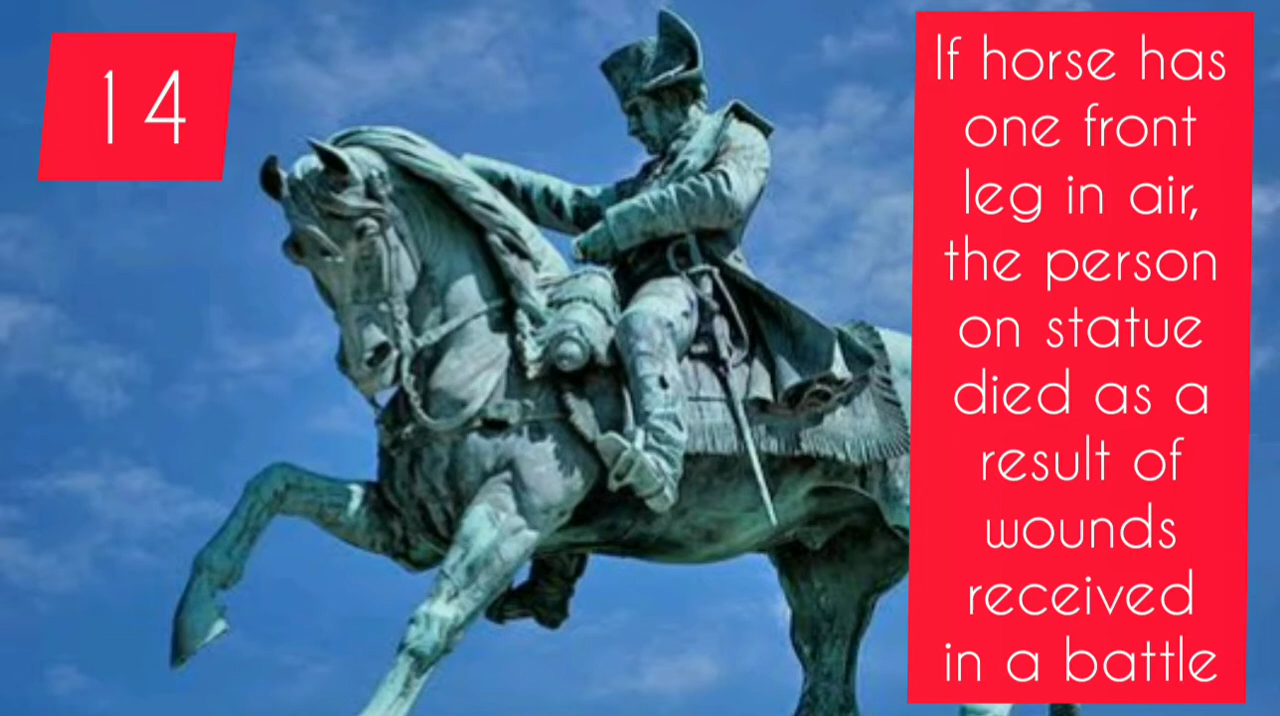 14
If horse has
one front
leg in air,
the person
on statue
died as a
result of
wounds
received
in a battle